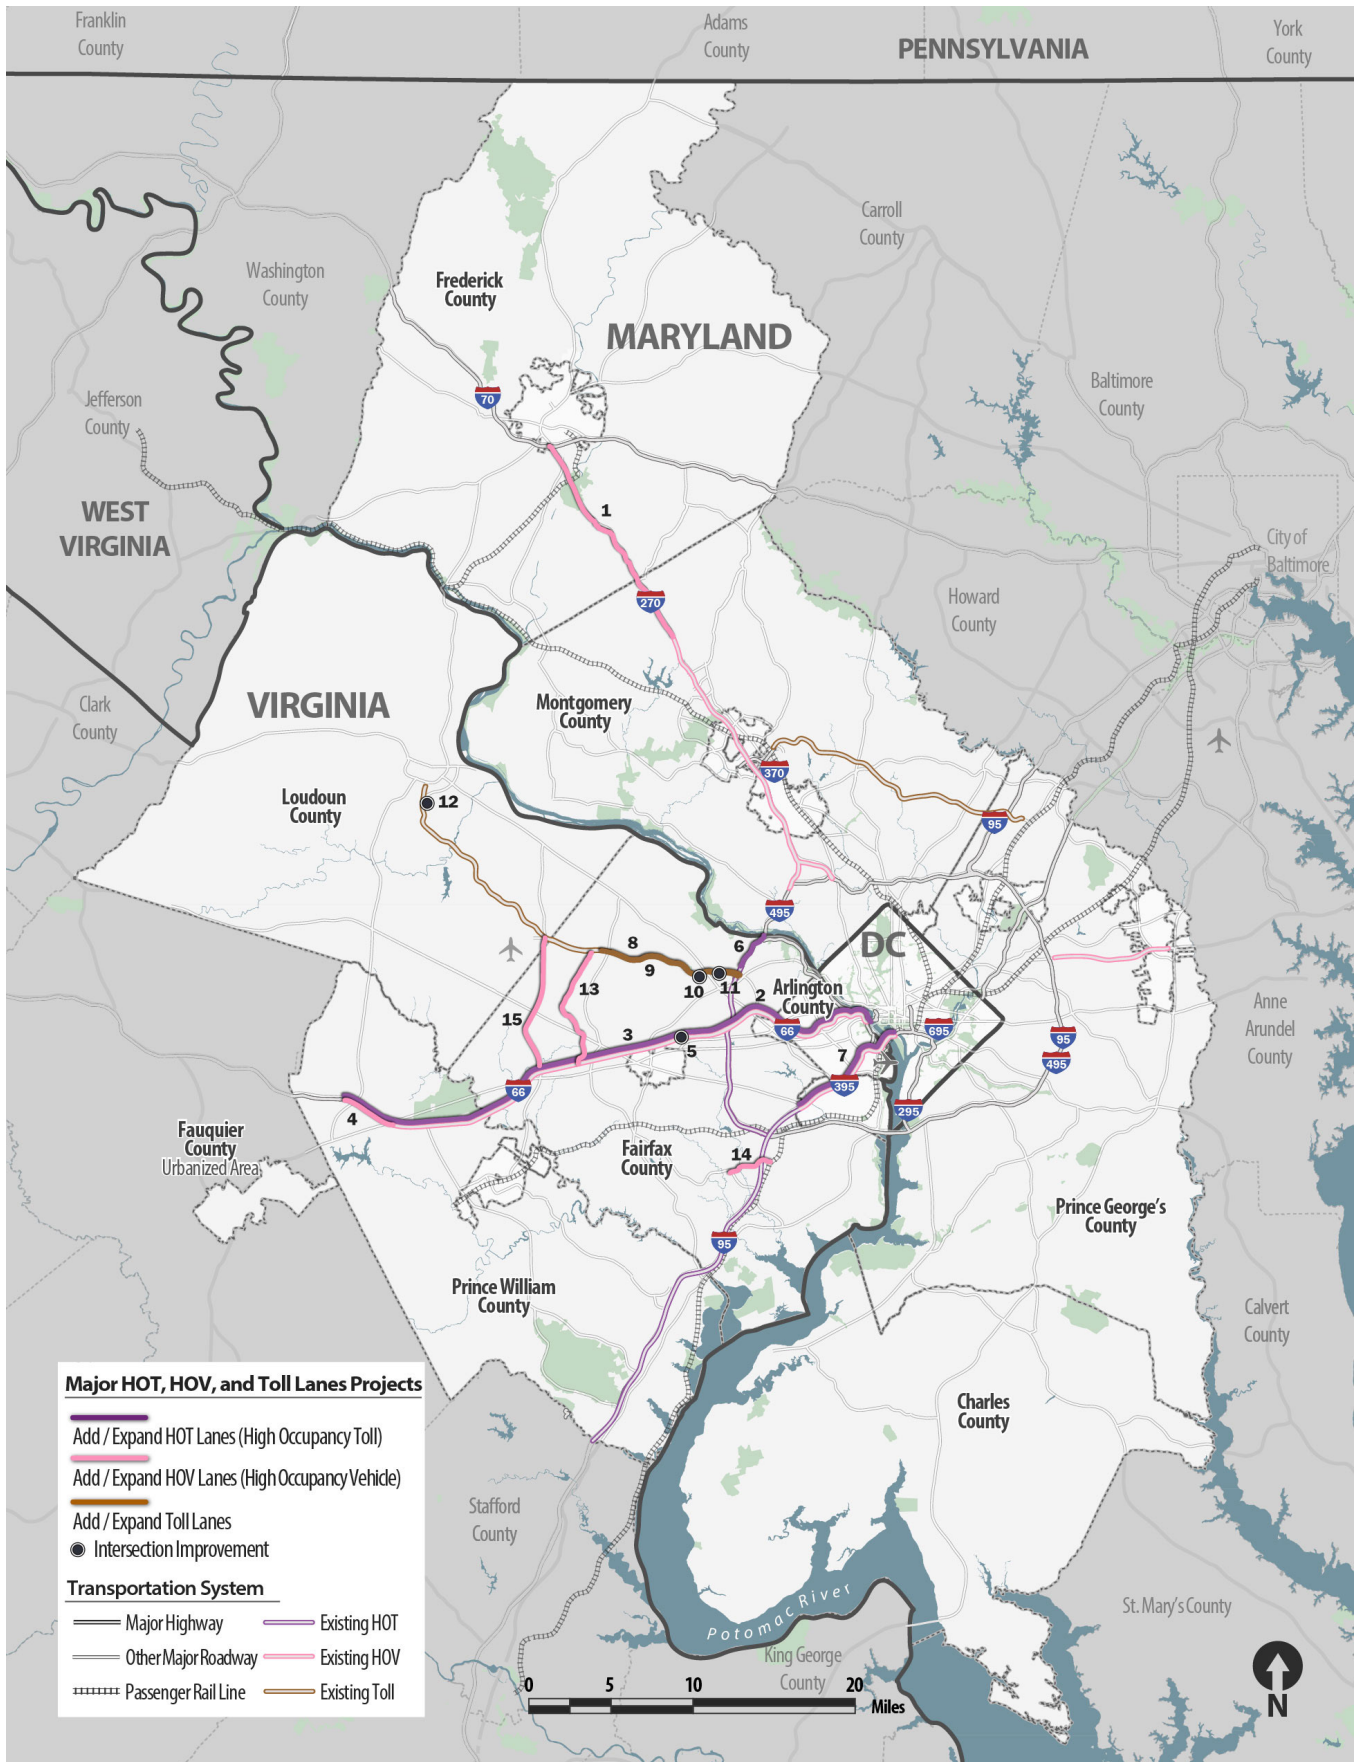 Franklin
County
Adams
County
PENNSYLVANIA
York
County
Carroll
County
Washington
County
Frederick
County
MARYLAND
Jefferson
County
70
Baltimore
County
WEST
VIRGINIA
1
City of
Baltimore
270
Howard
County
Clark
County
VIRGINIA
Montgomery
County
370
Loudoun
County
12
95
495
8
6
DC
9
10
11
13
2
Arlington
County
Anne
Arundel
County
15
3
5
66
695
95
7
495
66
395
4
295
Fauquier
County
Urbanized Area
Fairfax
County
14
Prince George's
County
95
Prince William
County
Calvert
County
Major HOT, HOV, and Toll Lanes Projects
Add / Expand HOT Lanes (High Occupancy Toll)
Add / Expand HOV Lanes (High Occupancy Vehicle)
Add / Expand Toll Lanes
Intersection Improvement
Transportation System
Major Highway
Existing HOT
Other Major Roadway
Existing HOV
Passenger Rail Line
Existing Toll
Charles
County
Stafford
County
St. Mary's County
Potomac River
King George
County
0 5 10 20
Miles
N